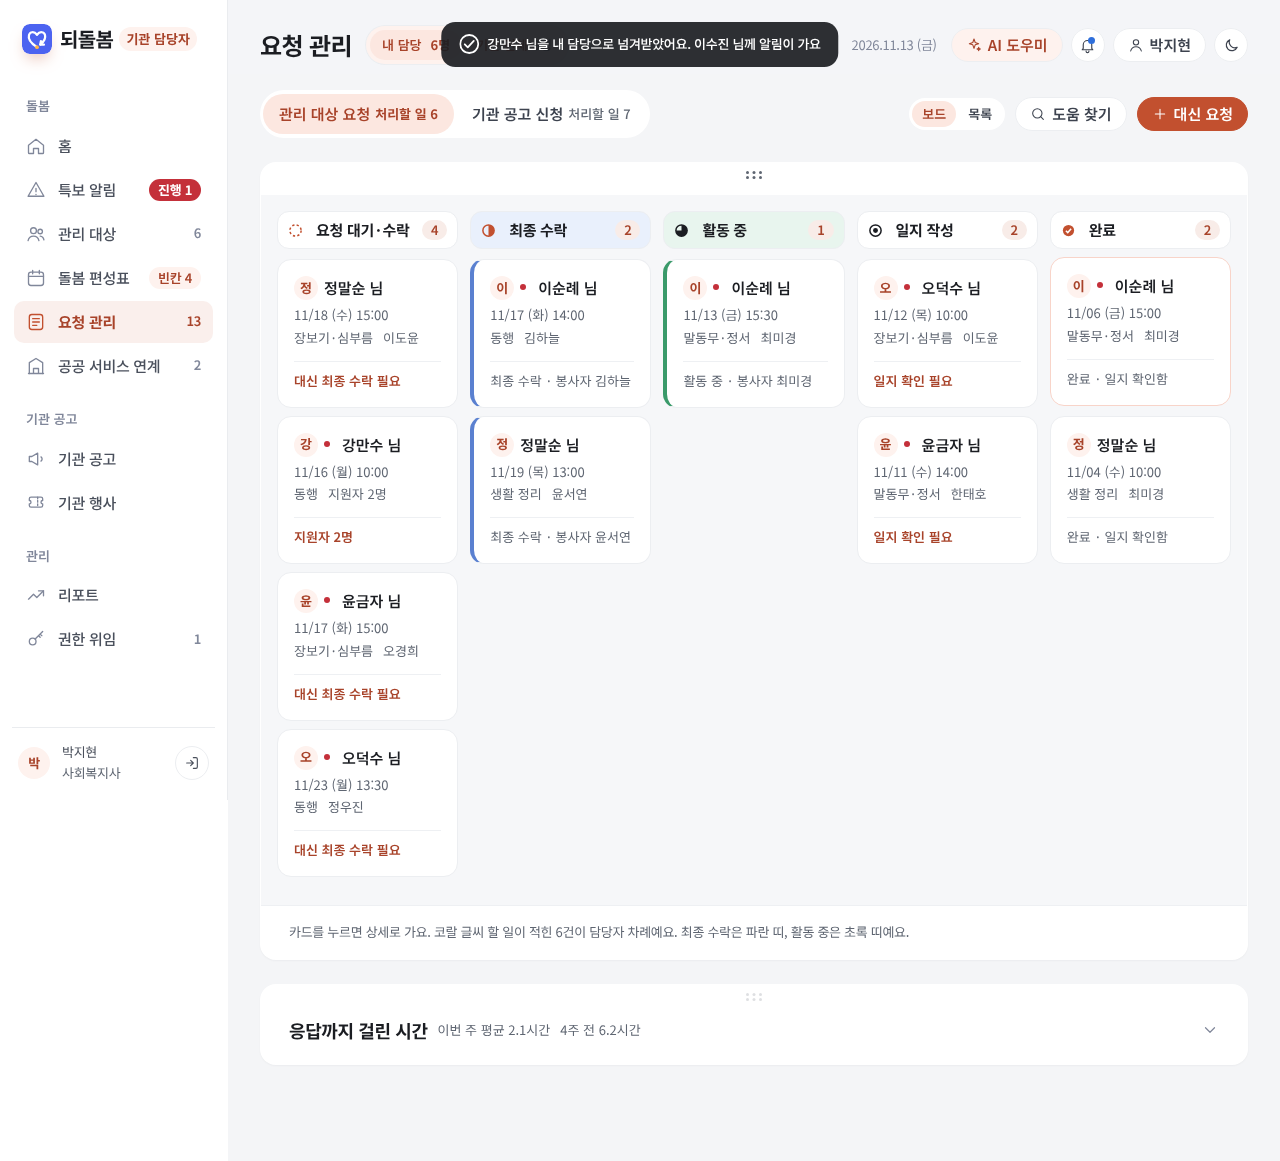 되돌봄 기관 담당자
돌봄
홈
특보 알림 진행 1
관리 대상 6
돌봄 편성표 빈칸 4
요청 관리 13
공공 서비스 연계 2
기관 공고
기관 공고
기관 행사
관리
리포트
권한 위임 1
박 박지현
사회복지사
요청 관리 내 담당
강만수 님을 내 담당으로 넘겨받았어요. 이수진 님께 알림이 가요
2026.11.13 (금) AI 도우미 박지현
관리 대상 요청 처리할 일 6 기관 공고 신청 처리할 일 7
보드 목록 도움 찾기 대신 요청
요청 대기·수락 4
정 정말순 님
11/18 (수) 15:00
장보기·심부름 이도윤
대신 최종 수락 필요
강 강만수 님
11/16 (월) 10:00
동행 지원자 2명
지원자 2명
윤 윤금자 님
11/17 (화) 15:00
장보기·심부름 오경희
대신 최종 수락 필요
오 오덕수 님
11/23 (월) 13:30
동행 정우진
대신 최종 수락 필요
최종 수락 2
이 이순례 님
11/17 (화) 14:00
동행 김하늘
최종 수락 · 봉사자 김하늘
정 정말순 님
11/19 (목) 13:00
생활 정리 윤서연
최종 수락 · 봉사자 윤서연
활동 중 1
이 이순례 님
11/13 (금) 15:30
말동무·정서 최미경
활동 중 · 봉사자 최미경
일지 작성 2
오 오덕수 님
11/12 (목) 10:00
장보기·심부름 이도윤
일지 확인 필요
윤 윤금자 님
11/11 (수) 14:00
말동무·정서 한태호
일지 확인 필요
완료 2
이 이순례 님
11/06 (금) 15:00
말동무·정서 최미경
완료 · 일지 확인함
정 정말순 님
11/04 (수) 10:00
생활 정리 최미경
완료 · 일지 확인함
카드를 누르면 상세로 가요. 코랄 글씨 할 일이 적힌 6건이 담당자 차례예요. 최종 수락은 파란 띠, 활동 중은 초록 띠예요.
응답까지 걸린 시간 이번 주 평균 2.1시간 4주 전 6.2시간